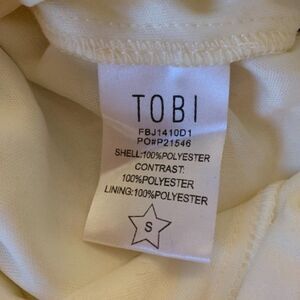 TOBI
FBJ1410D1
PO#P21546
SHELL:100%POLYESTER
CONTRAST:
100%POLYESTER
LINING:100%POLYESTER
S